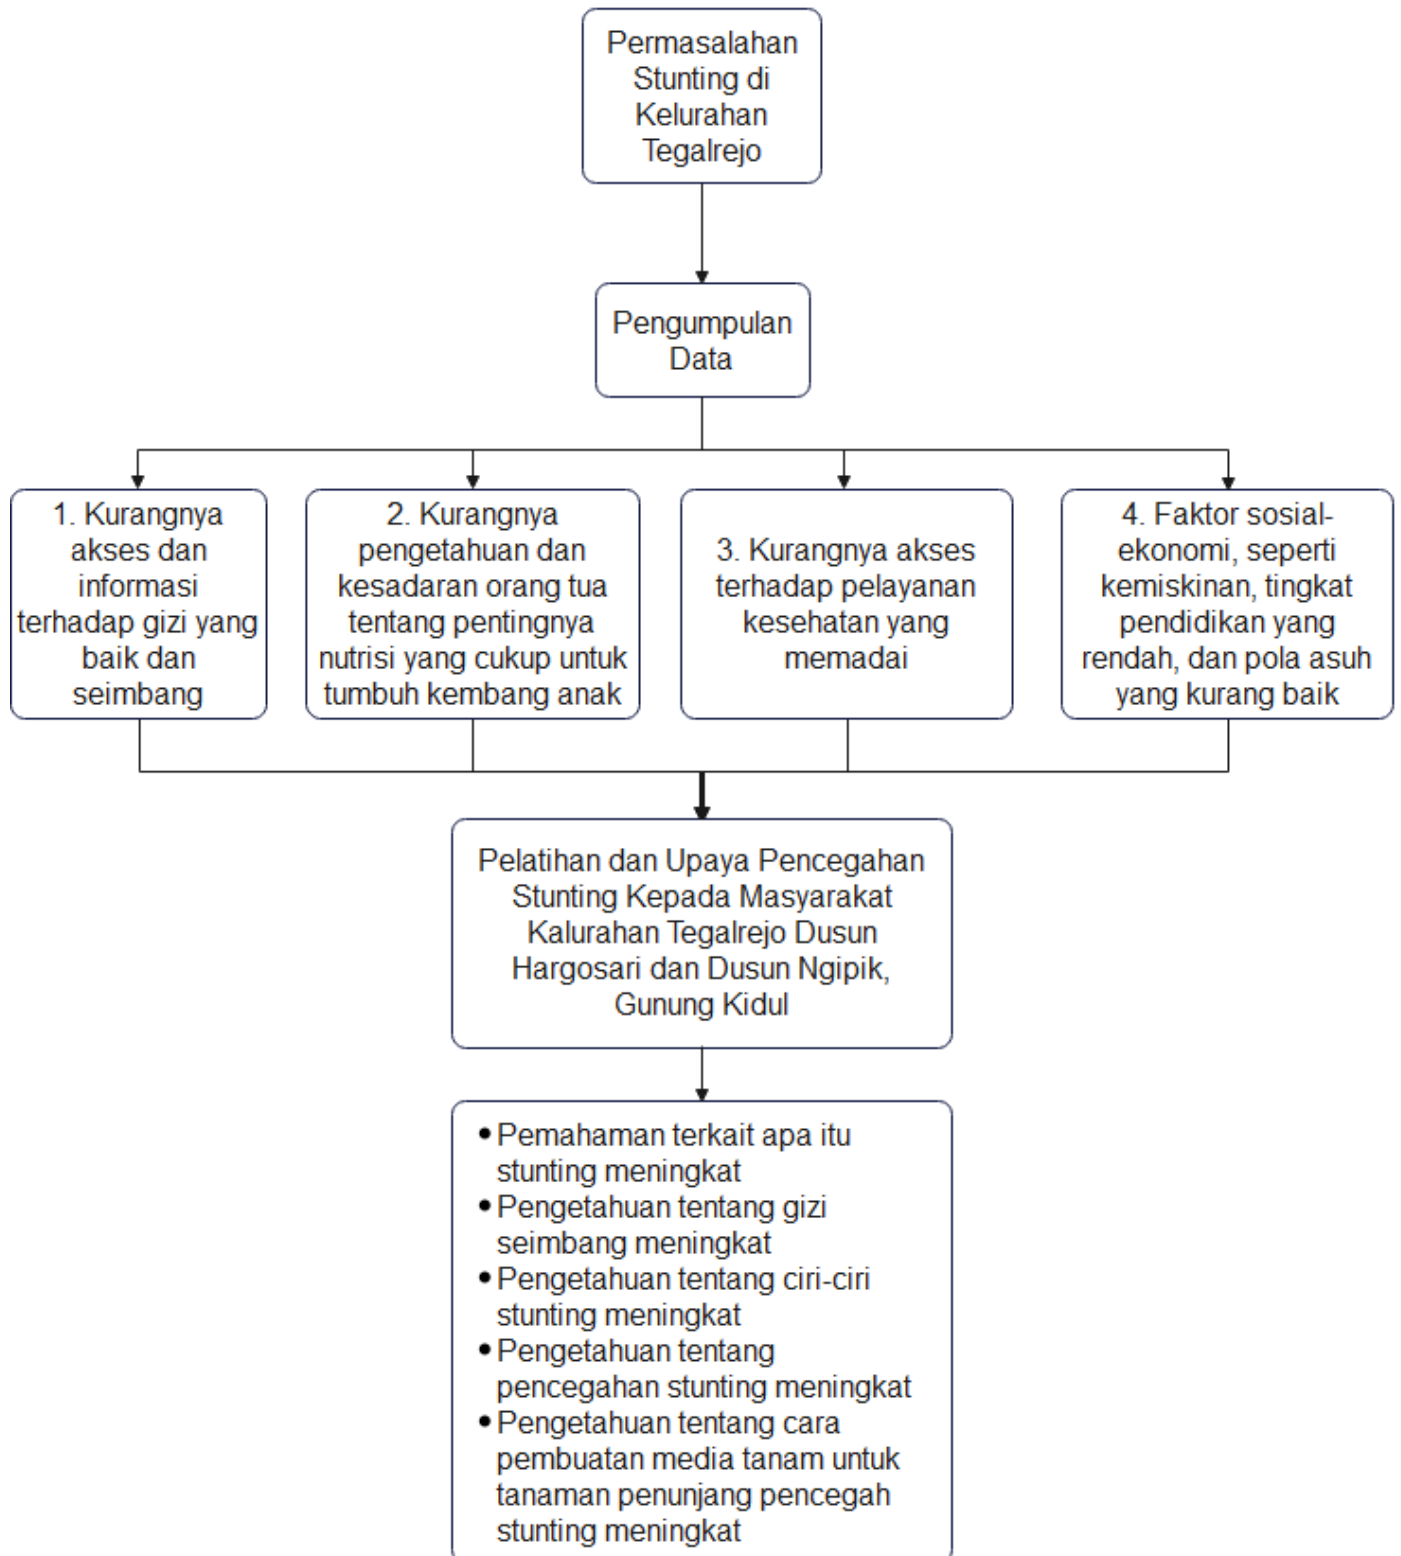 Permasalahan
Stunting di
Kelurahan
Tegalrejo
Pengumpulan
Data
1. Kurangnya
akses dan
informasi
terhadap gizi yang
baik dan
seimbang
2. Kurangnya
pengetahuan dan
kesadaran orang tua
tentang pentingnya
nutrisi yang cukup untuk
tumbuh kembang anak
3. Kurangnya akses
terhadap pelayanan
kesehatan yang
memadai
4. Faktor sosial-
ekonomi, seperti
kemiskinan, tingkat
pendidikan yang
rendah, dan pola asuh
yang kurang baik
Pelatihan dan Upaya Pencegahan
Stunting Kepada Masyarakat
Kalurahan Tegalrejo Dusun
Hargosari dan Dusun Ngipik,
Gunung Kidul
• Pemahaman terkait apa itu
stunting meningkat
• Pengetahuan tentang gizi
seimbang meningkat
• Pengetahuan tentang ciri-ciri
stunting meningkat
• Pengetahuan tentang
pencegahan stunting meningkat
• Pengetahuan tentang cara
pembuatan media tanam untuk
tanaman penunjang pencegah
stunting meningkat